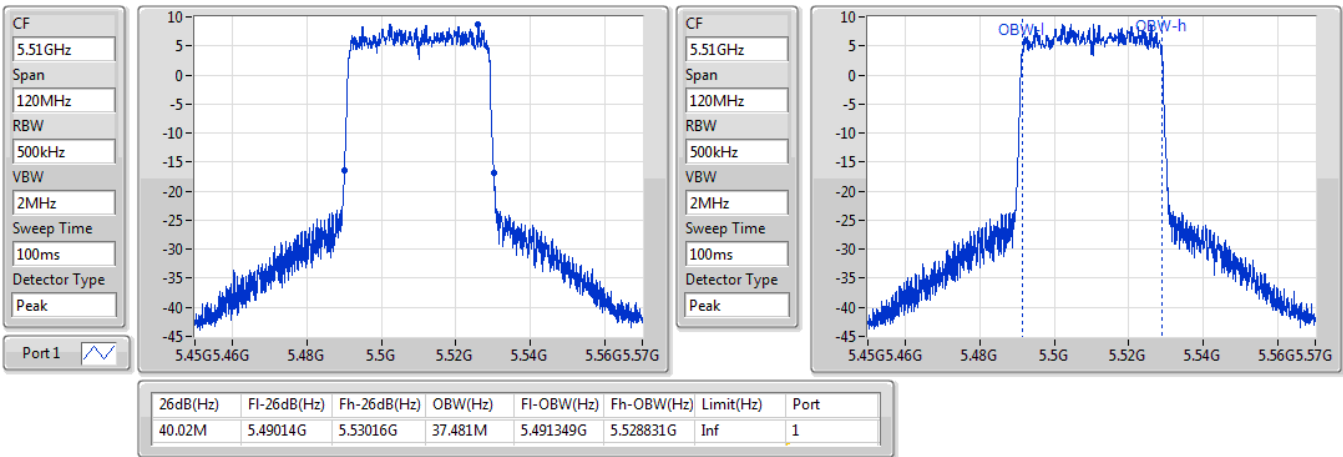 CF
5.51GHz
Span
120MHz
RBW
500kHz
VBW
2MHz
Sweep Time
100ms
Detector Type
Peak
Port 1
10
5
0
-5
-10
-15
-20
-25
-30
-35
-40
-45
5.45G 5.46G 5.48G 5.5G 5.52G 5.54G 5.56G 5.57G
CF
5.51GHz
Span
120MHz
RBW
500kHz
VBW
2MHz
Sweep Time
100ms
Detector Type
Peak
10
5
0
-5
-10
-15
-20
-25
-30
-35
-40
-45
OBW-l OBW-h
5.45G 5.46G 5.48G 5.5G 5.52G 5.54G 5.56G 5.57G
26dB(Hz) Fl-26dB(Hz) Fh-26dB(Hz) OBW(Hz) Fl-OBW(Hz) Fh-OBW(Hz) Limit(Hz) Port
40.02M 5.49014G 5.53016G 37.481M 5.491349G 5.528831G Inf 1